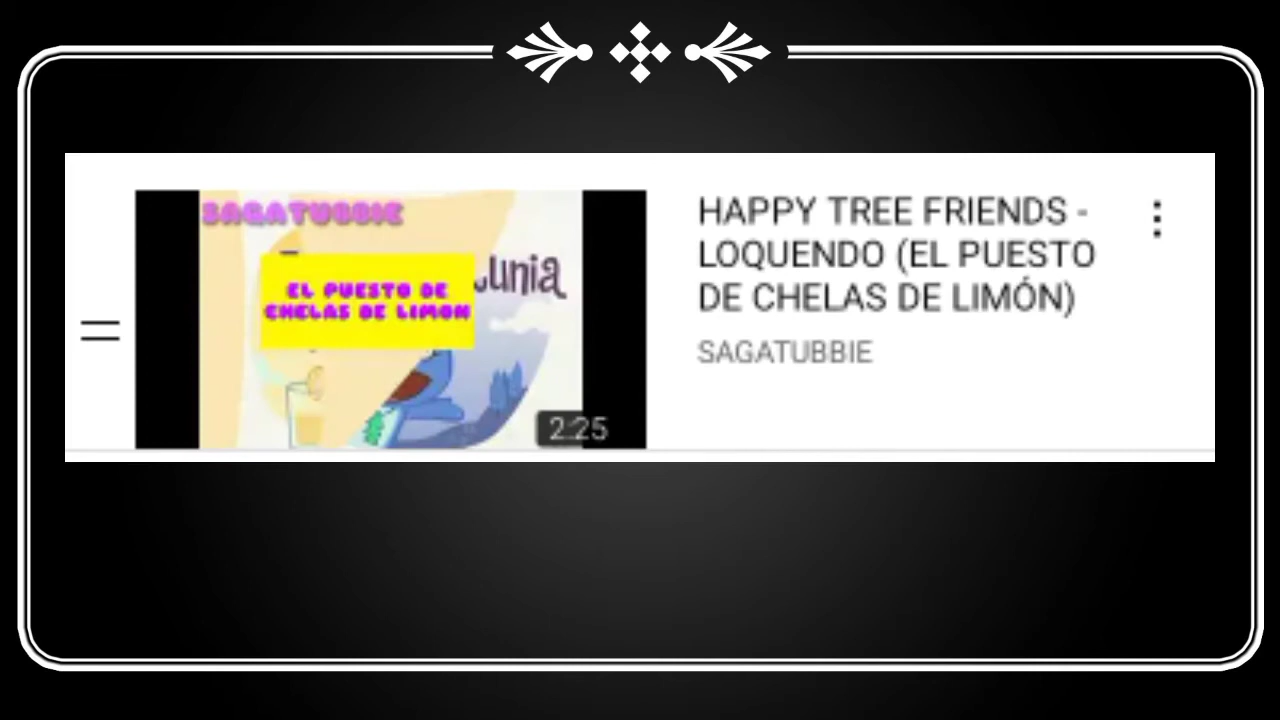 SAGATUBBIE
EL PUESTO DE
CHELAS DE LIMON
2:25
HAPPY TREE FRIENDS -
LOQUENDO (EL PUESTO
DE CHELAS DE LIMÓN)
SAGATUBBIE